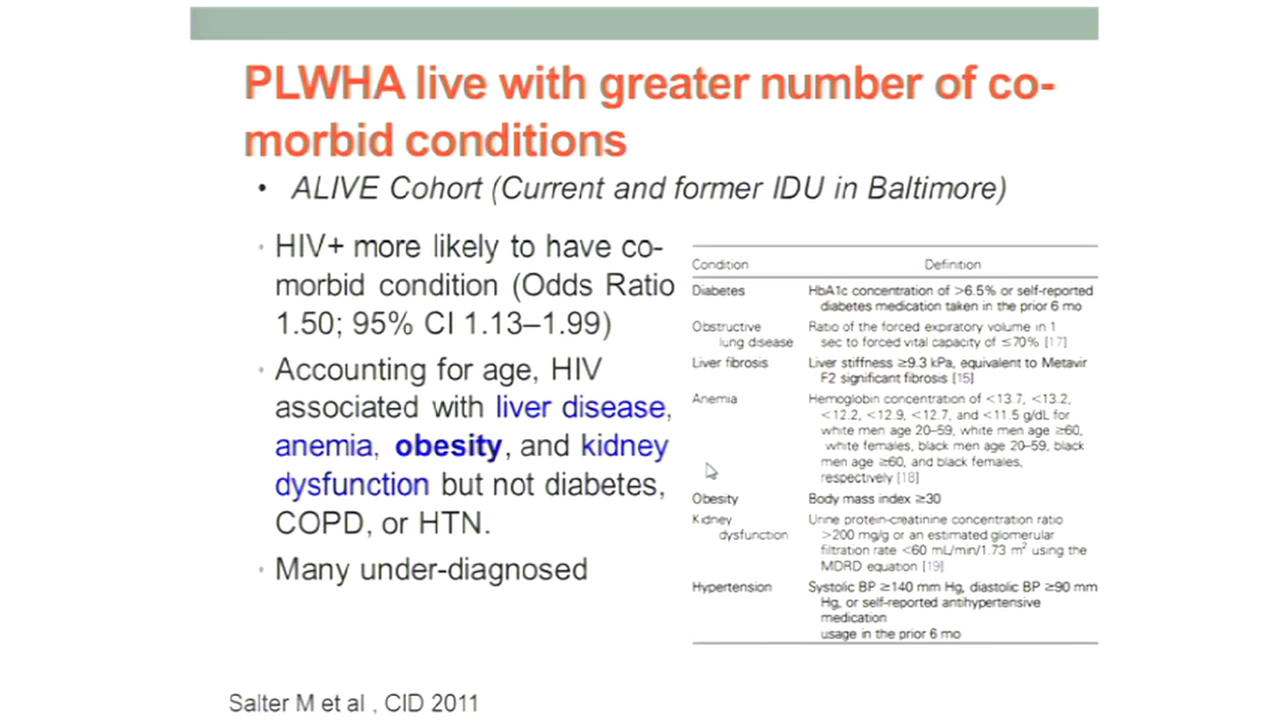 PLWHA live with greater number of co-
morbid conditions
• ALIVE Cohort (Current and former IDU in Baltimore)
• HIV+ more likely to have co-
morbid condition (Odds Ratio
1.50; 95% CI 1.13–1.99)
• Accounting for age, HIV
associated with liver disease,
anemia, obesity, and kidney
dysfunction but not diabetes,
COPD, or HTN.
• Many under-diagnosed
Condition Definition
Diabetes HbA1c concentration of >6.5% or self-reported
diabetes medication taken in the prior 6 mo
Obstructive Ratio of the forced expiratory volume in 1
lung disease sec to forced vital capacity of ≤70% [17]
Liver fibrosis Liver stiffness ≥9.3 kPa, equivalent to Metavir
F2 significant fibrosis [15]
Anemia Hemoglobin concentration of <13.7, <13.2,
<12.2, <12.9, <12.7, and <11.5 g/dL for
white men age 20–59, white men age ≥60,
white females, black men age 20–59, black
men age ≥60, and black females,
respectively [18]
Obesity Body mass index ≥30
Kidney Urine protein-creatinine concentration ratio
dysfunction >200 mg/g or an estimated glomerular
filtration rate <60 mL/min/1.73 m² using the
MDRD equation [19]
Hypertension Systolic BP ≥140 mm Hg, diastolic BP ≥90 mm
Hg, or self-reported antihypertensive
medication
usage in the prior 6 mo
Salter M et al , CID 2011